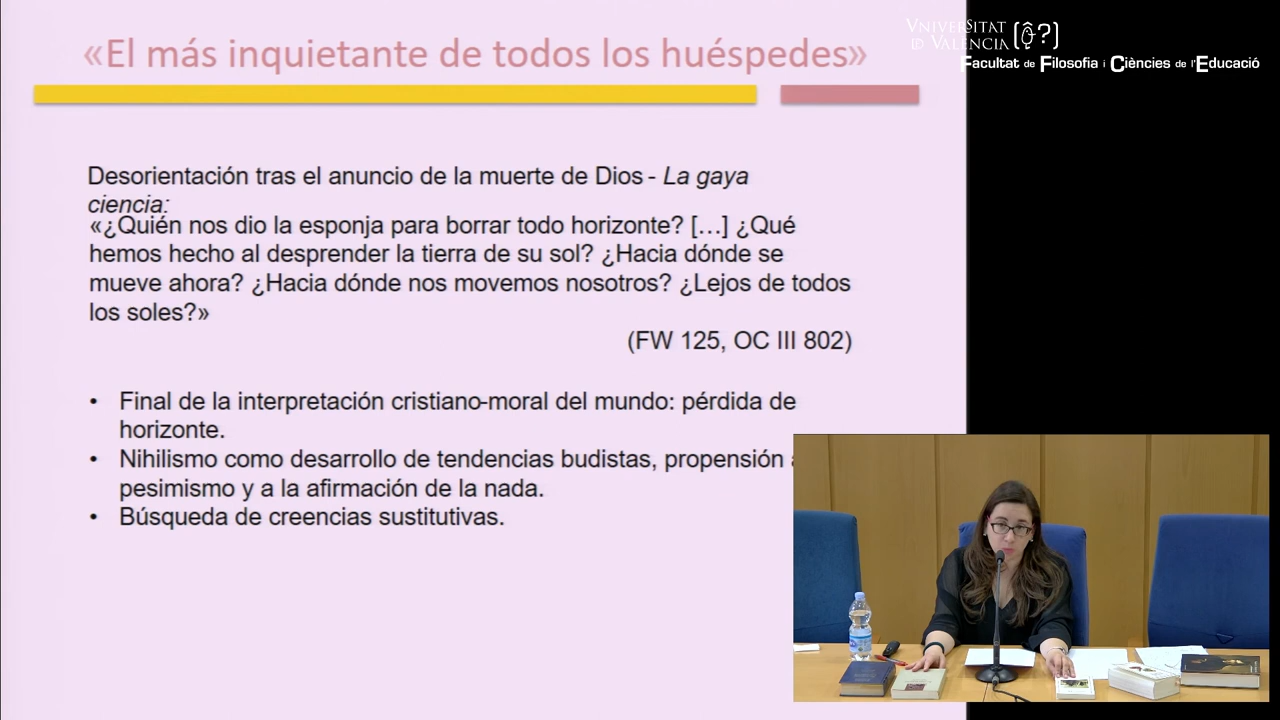 «El más inquietante de todos los huéspedes»
VNIVERSITAT
ID VALÈNCIA
Facultat de Filosofia i Ciències de l'Educació
Desorientación tras el anuncio de la muerte de Dios - La gaya
ciencia:
«¿Quién nos dio la esponja para borrar todo horizonte? […] ¿Qué
hemos hecho al desprender la tierra de su sol? ¿Hacia dónde se
mueve ahora? ¿Hacia dónde nos movemos nosotros? ¿Lejos de todos
los soles?»
(FW 125, OC III 802)
• Final de la interpretación cristiano-moral del mundo: pérdida de
horizonte.
• Nihilismo como desarrollo de tendencias budistas, propensión
pesimismo y a la afirmación de la nada.
• Búsqueda de creencias sustitutivas.